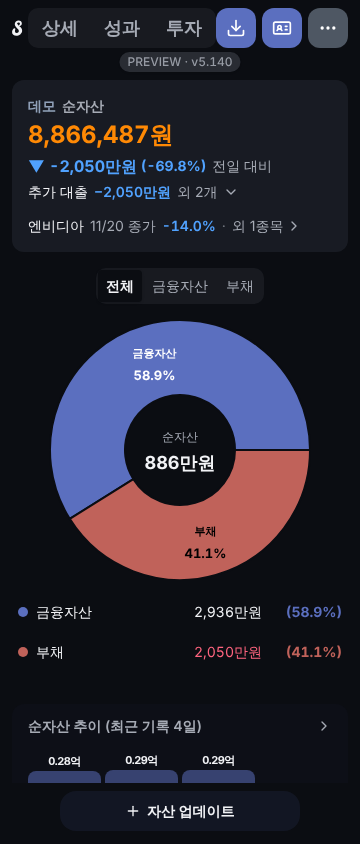 S 상세 성과 투자
PREVIEW · v5.140
데모 순자산
8,866,487원
▼ -2,050만원 (-69.8%) 전일 대비
추가 대출 −2,050만원 외 2개
엔비디아 11/20 종가 -14.0% · 외 1종목
전체 금융자산 부채
금융자산
58.9%
순자산
886만원
부채
41.1%
금융자산 2,936만원 (58.9%)
부채 2,050만원 (41.1%)
순자산 추이 (최근 기록 4일)
0.28억 0.29억 0.29억
+ 자산 업데이트